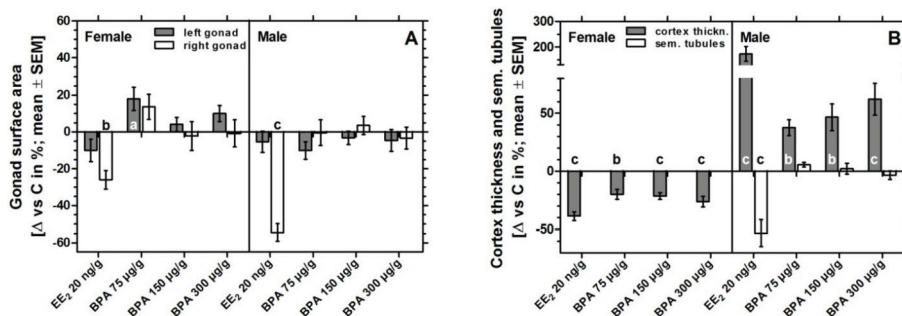 Gonad surface area
[Δ vs C in %; mean ± SEM]
60
40
20
0
-20
-40
-60
Female
left gonad
right gonad
Male
A
b
a
c
EE2 20 ng/g
BPA 75 µg/g
BPA 150 µg/g
BPA 300 µg/g
EE2 20 ng/g
BPA 75 µg/g
BPA 150 µg/g
BPA 300 µg/g
Cortex thickness and sem. tubules
[Δ vs C in %; mean ± SEM]
300
200
50
0
-50
Female
cortex thickn.
sem. tubules
Male
B
c
b
c
c
c
c
b
b
c
EE2 20 ng/g
BPA 75 µg/g
BPA 150 µg/g
BPA 300 µg/g
EE2 20 ng/g
BPA 75 µg/g
BPA 150 µg/g
BPA 300 µg/g